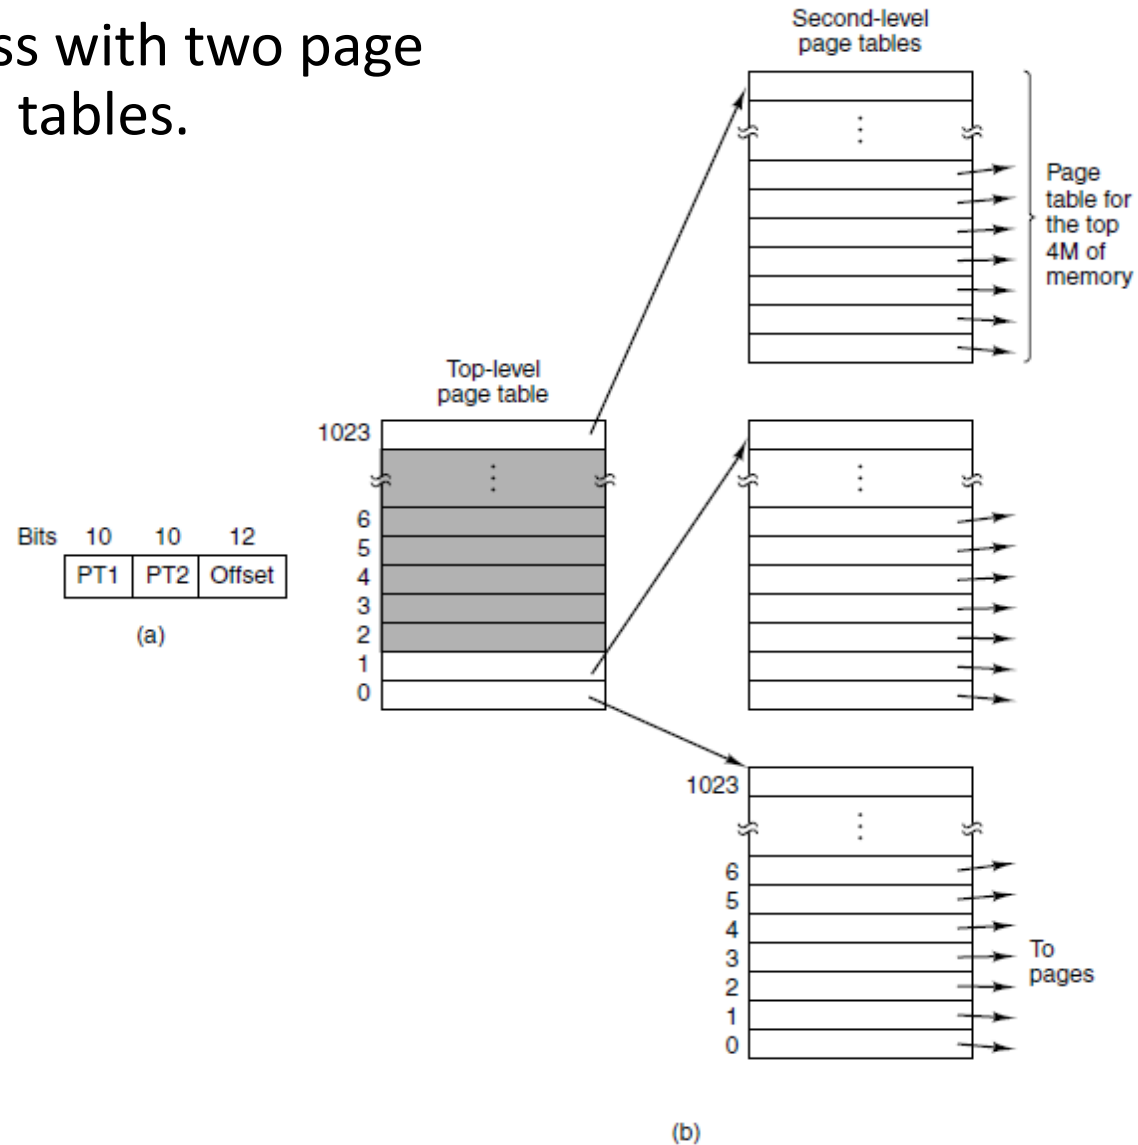 ss with two page
tables.
Second-level
page tables
Page
table for
the top
4M of
memory
Top-level
page table
1023
6
5
4
3
2
1
0
Bits 10 10 12
PT1 PT2 Offset
(a)
1023
6
5
4
3
2
1
0
To
pages
(b)